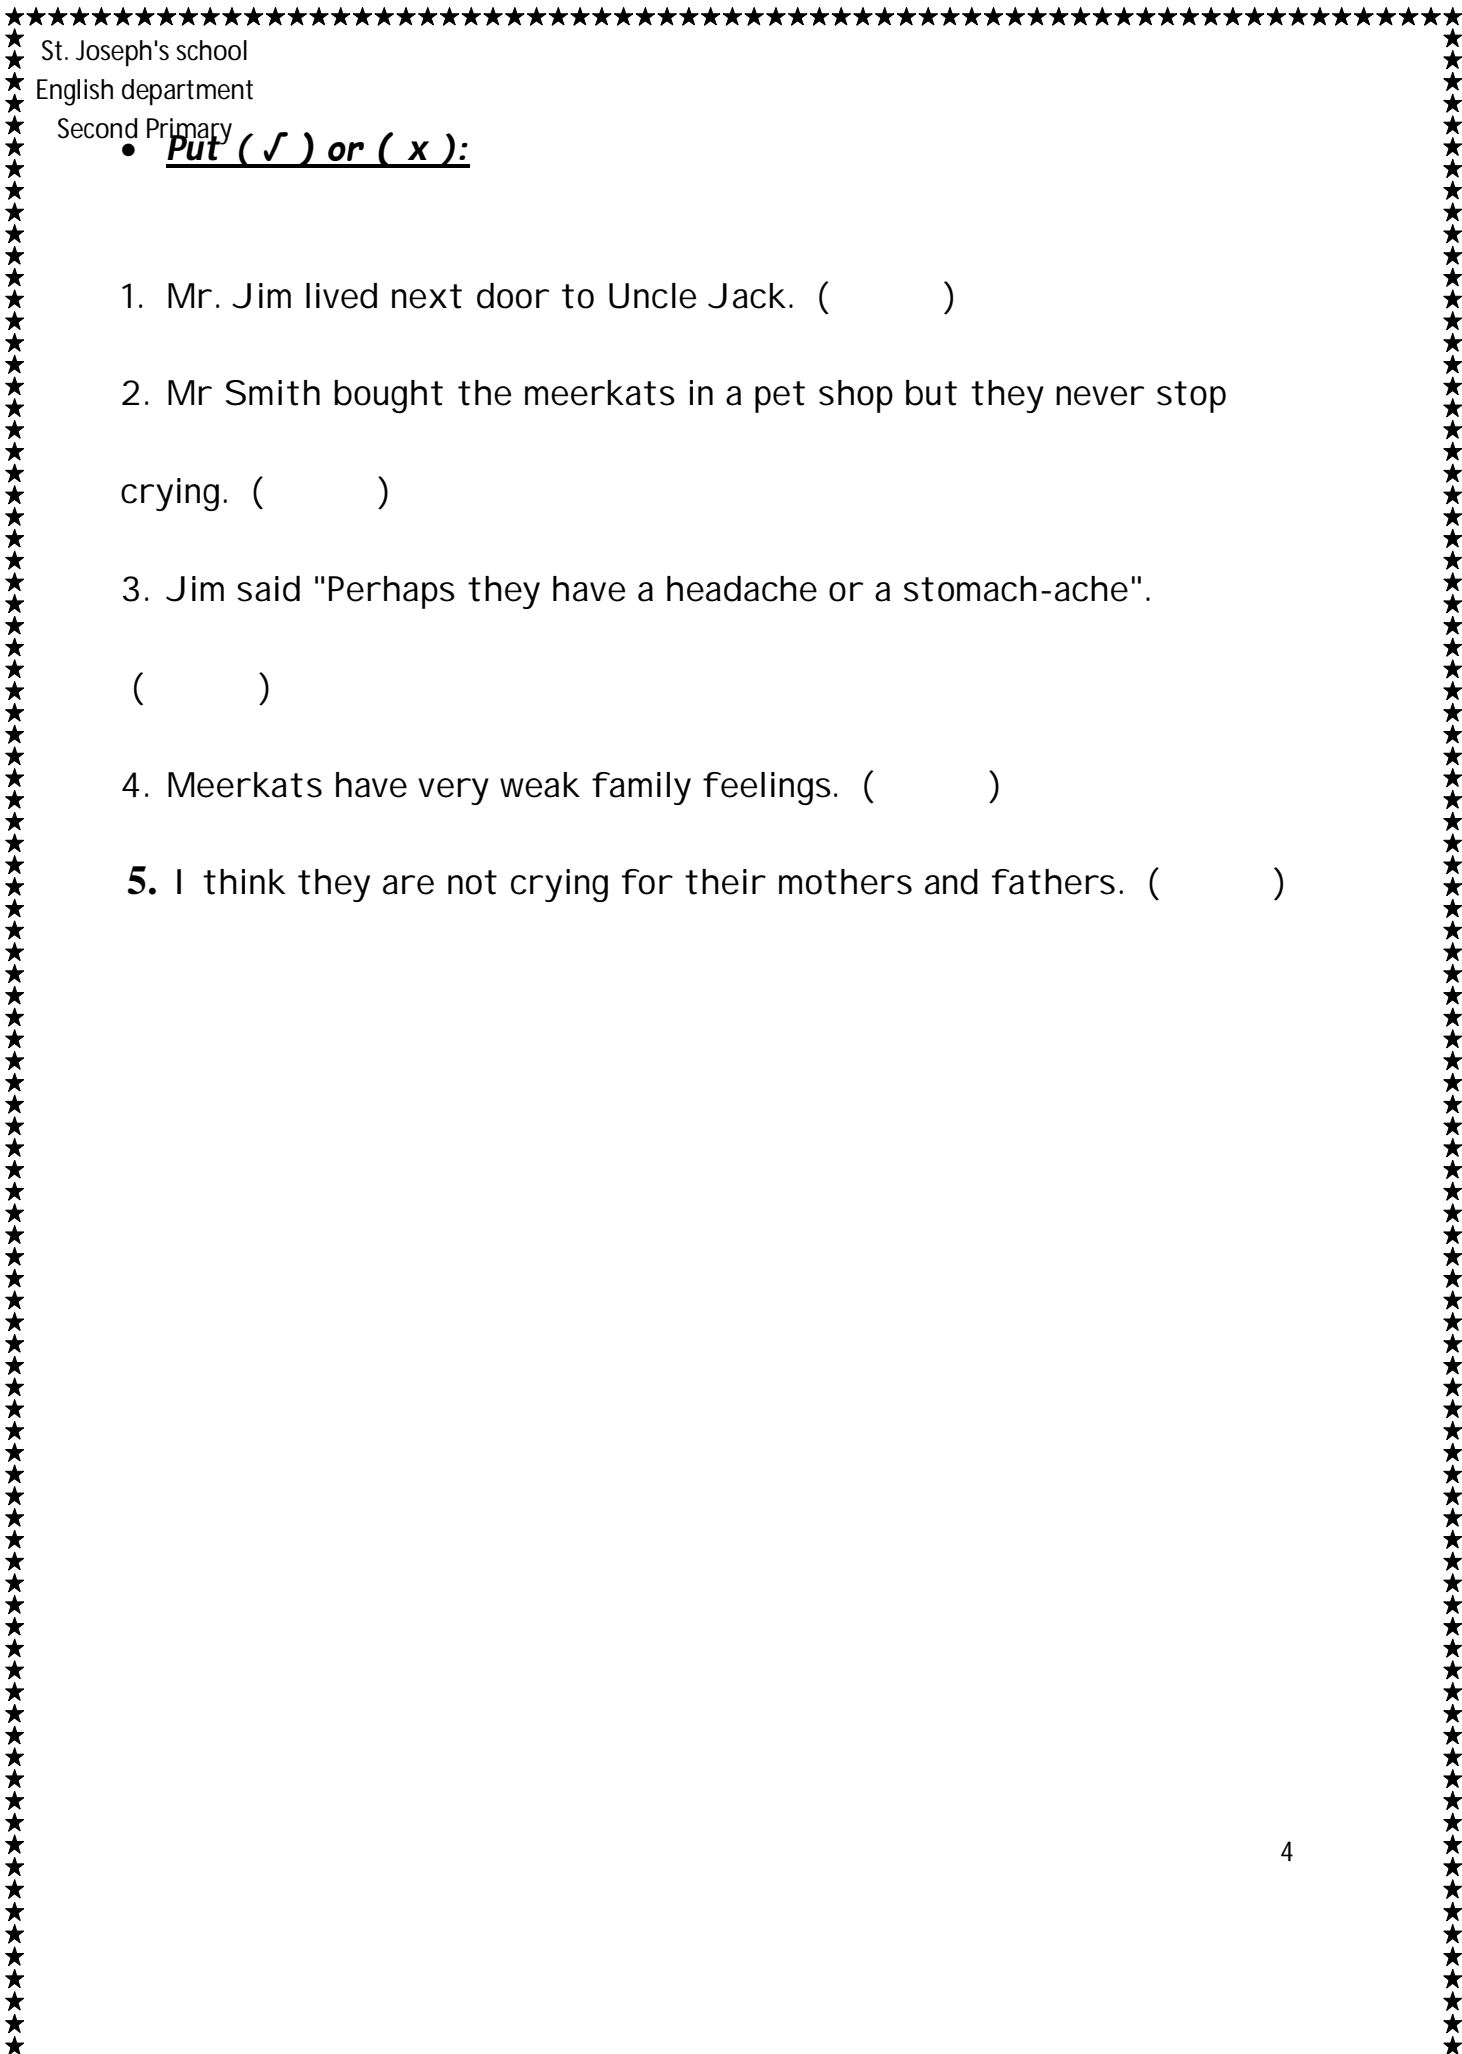 St. Joseph's school
English department
Second Primary
• Put ( √ ) or ( x ):
1. Mr. Jim lived next door to Uncle Jack. ( )
2. Mr Smith bought the meerkats in a pet shop but they never stop
crying. ( )
3. Jim said "Perhaps they have a headache or a stomach-ache".
( )
4. Meerkats have very weak family feelings. ( )
5. I think they are not crying for their mothers and fathers. ( )
4